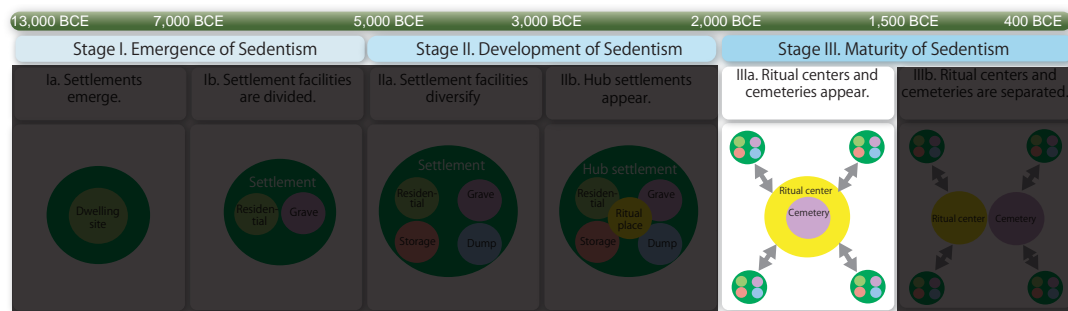 13,000 BCE 7,000 BCE 5,000 BCE 3,000 BCE 2,000 BCE 1,500 BCE 400 BCE
Stage I. Emergence of Sedentism
Stage II. Development of Sedentism
Stage III. Maturity of Sedentism
Ia. Settlements
emerge.
Ib. Settlement facilities
are divided.
IIa. Settlement facilities
diversify
IIb. Hub settlements
appear.
IIIa. Ritual centers and
cemeteries appear.
IIIb. Ritual centers and
cemeteries are separated.
Dwelling
site
Settlement
Residen-
tial
Grave
Settlement
Residen-
tial
Grave
Storage
Dump
Hub settlement
Residen-
tial
Grave
Ritual
place
Storage
Dump
Ritual center
Cemetery
Ritual center
Cemetery